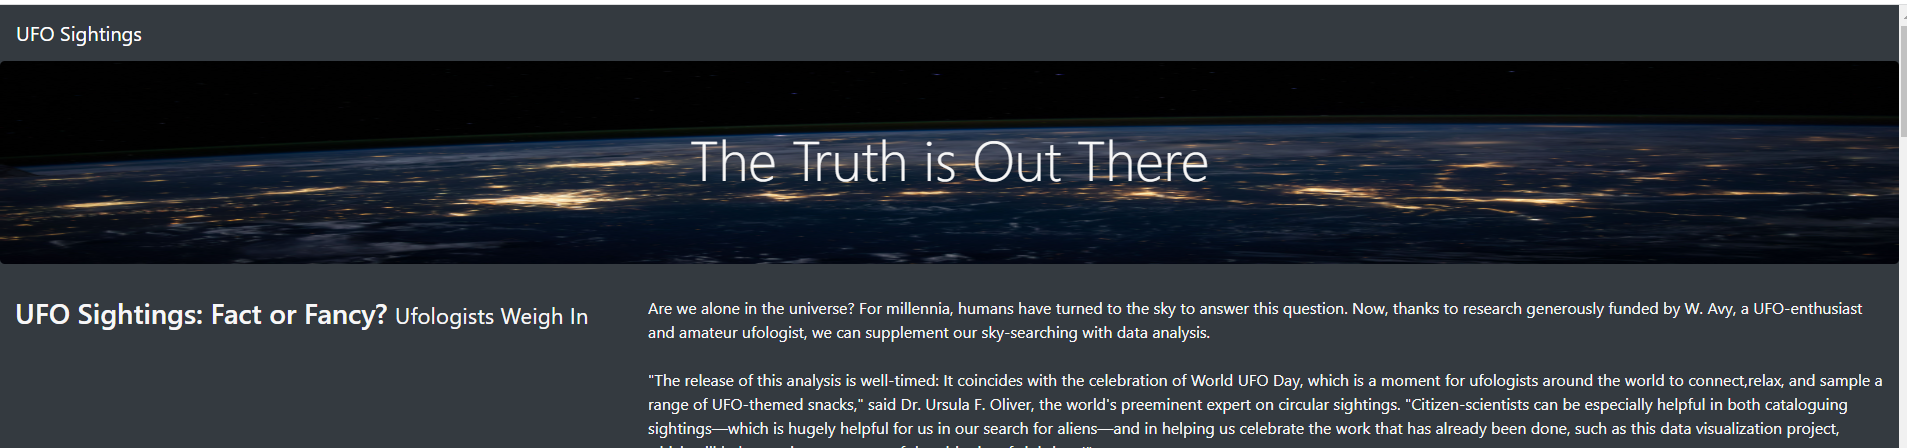 UFO Sightings
The Truth is Out There
UFO Sightings: Fact or Fancy? Ufologists Weigh In
Are we alone in the universe? For millennia, humans have turned to the sky to answer this question. Now, thanks to research generously funded by W. Avy, a UFO-enthusiast
and amateur ufologist, we can supplement our sky-searching with data analysis.
"The release of this analysis is well-timed: It coincides with the celebration of World UFO Day, which is a moment for ufologists around the world to connect,relax, and sample a
range of UFO-themed snacks," said Dr. Ursula F. Oliver, the world's preeminent expert on circular sightings. "Citizen-scientists can be especially helpful in both cataloguing
sightings—which is hugely helpful for us in our search for aliens—and in helping us celebrate the work that has already been done, such as this data visualization project,